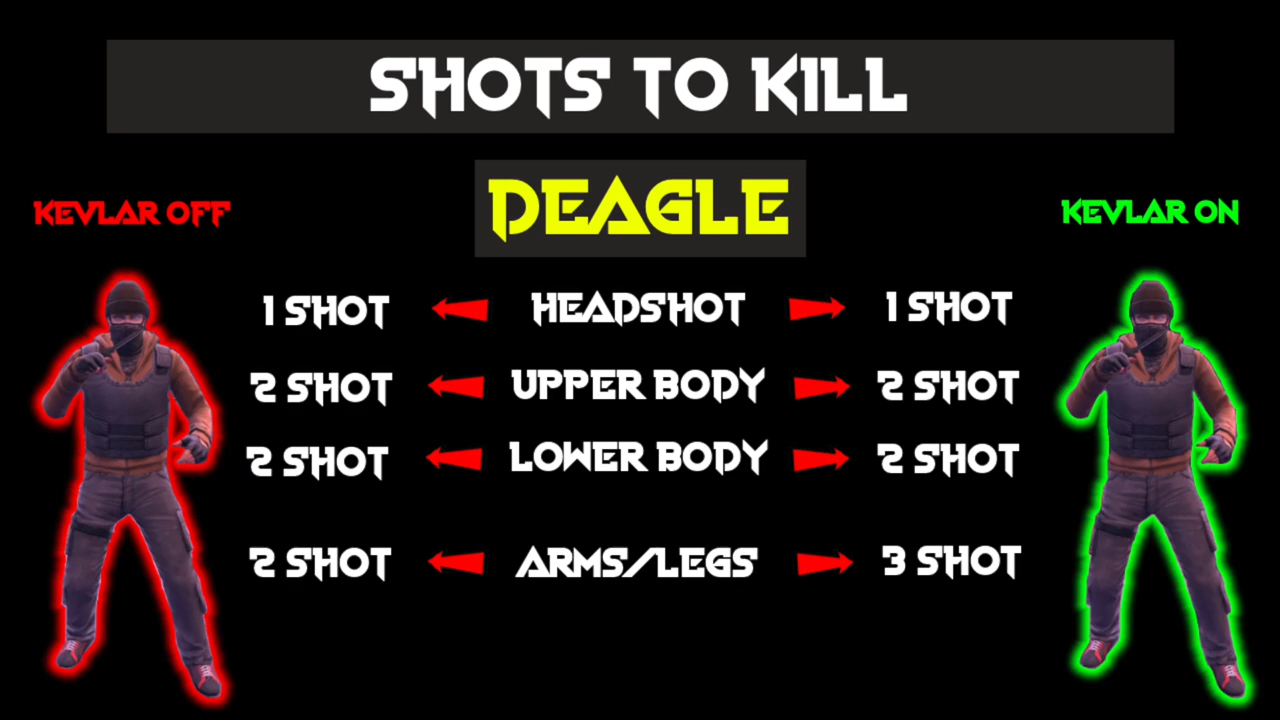 SHOTS TO KILL
DEAGLE
KEVLAR OFF
KEVLAR ON
1 SHOT HEADSHOT 1 SHOT
2 SHOT UPPER BODY 2 SHOT
2 SHOT LOWER BODY 2 SHOT
2 SHOT ARMS/LEGS 3 SHOT